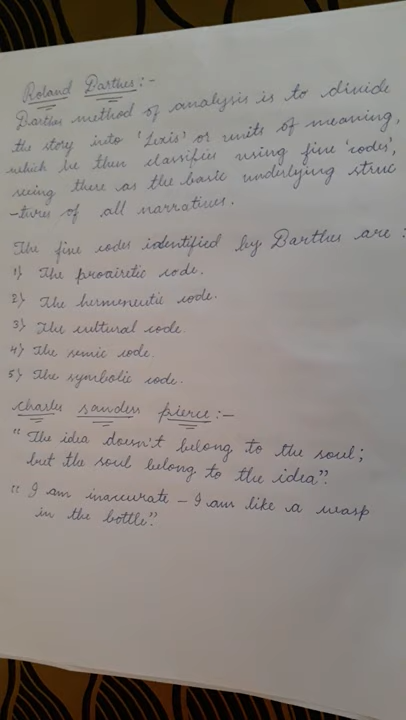 Roland Barthes:-
Barthes method of analysis is to divide
the story into 'Lexis' or units of meaning,
which he then classifies using five 'codes',
seeing these as the basic underlying struc
-tures of all narratives.
The five codes identified by Barthes are :
1) The proairetic code.
2) The hermeneutic code.
3) The cultural code.
4) The semic code.
5) The symbolic code.
Charles sanders pierce:-
"The idea doesn't belong to the soul;
but the soul belong to the idea".
"I am inaccurate - I am like a wasp
in the bottle".